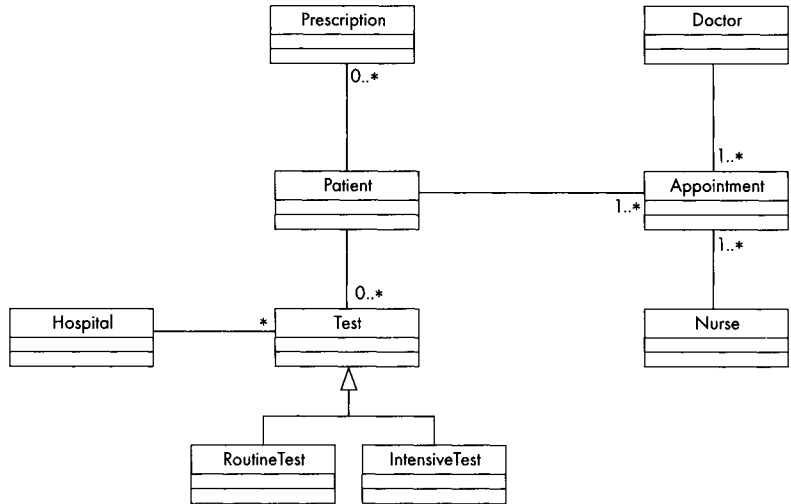 Prescription
Doctor
0..*
1..*
Patient
Appointment
1..*
1..*
0..*
Hospital
*
Test
Nurse
RoutineTest
IntensiveTest